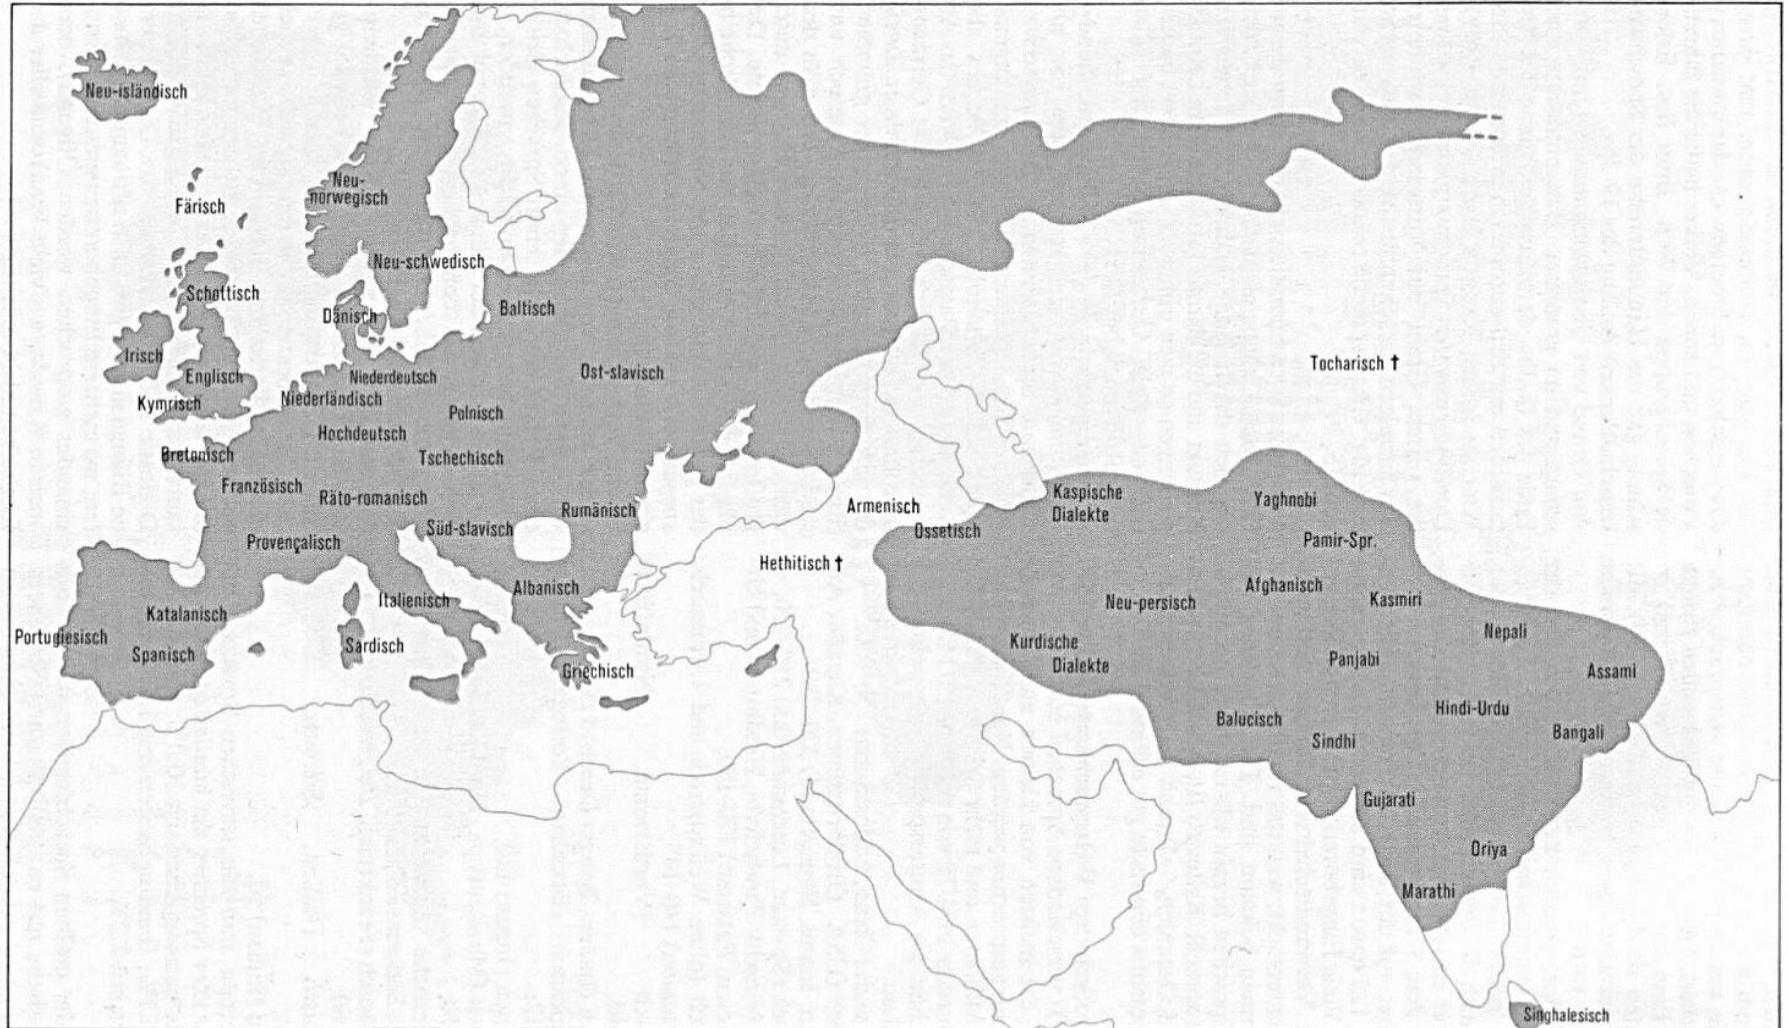 Neu-isländisch
Färisch
Neu-
norwegisch
Neu-schwedisch
Schottisch
Dänisch
Baltisch
Irisch
Englisch
Kymrisch
Niederdeutsch
Niederländisch
Ost-slavisch
Polnisch
Hochdeutsch
Tschechisch
Bretonisch
Französisch
Räto-romanisch
Rumänisch
Süd-slavisch
Provençalisch
Albanisch
Italienisch
Katalanisch
Portugiesisch
Spanisch
Sardisch
Griechisch
Tocharisch †
Armenisch
Ossetisch
Hethitisch †
Kaspische
Dialekte
Yaghnobi
Pamir-Spr.
Afghanisch
Kasmiri
Neu-persisch
Kurdische
Dialekte
Nepali
Panjabi
Assami
Hindi-Urdu
Balucisch
Sindhi
Bangali
Gujarati
Oriya
Marathi
Singhalesisch